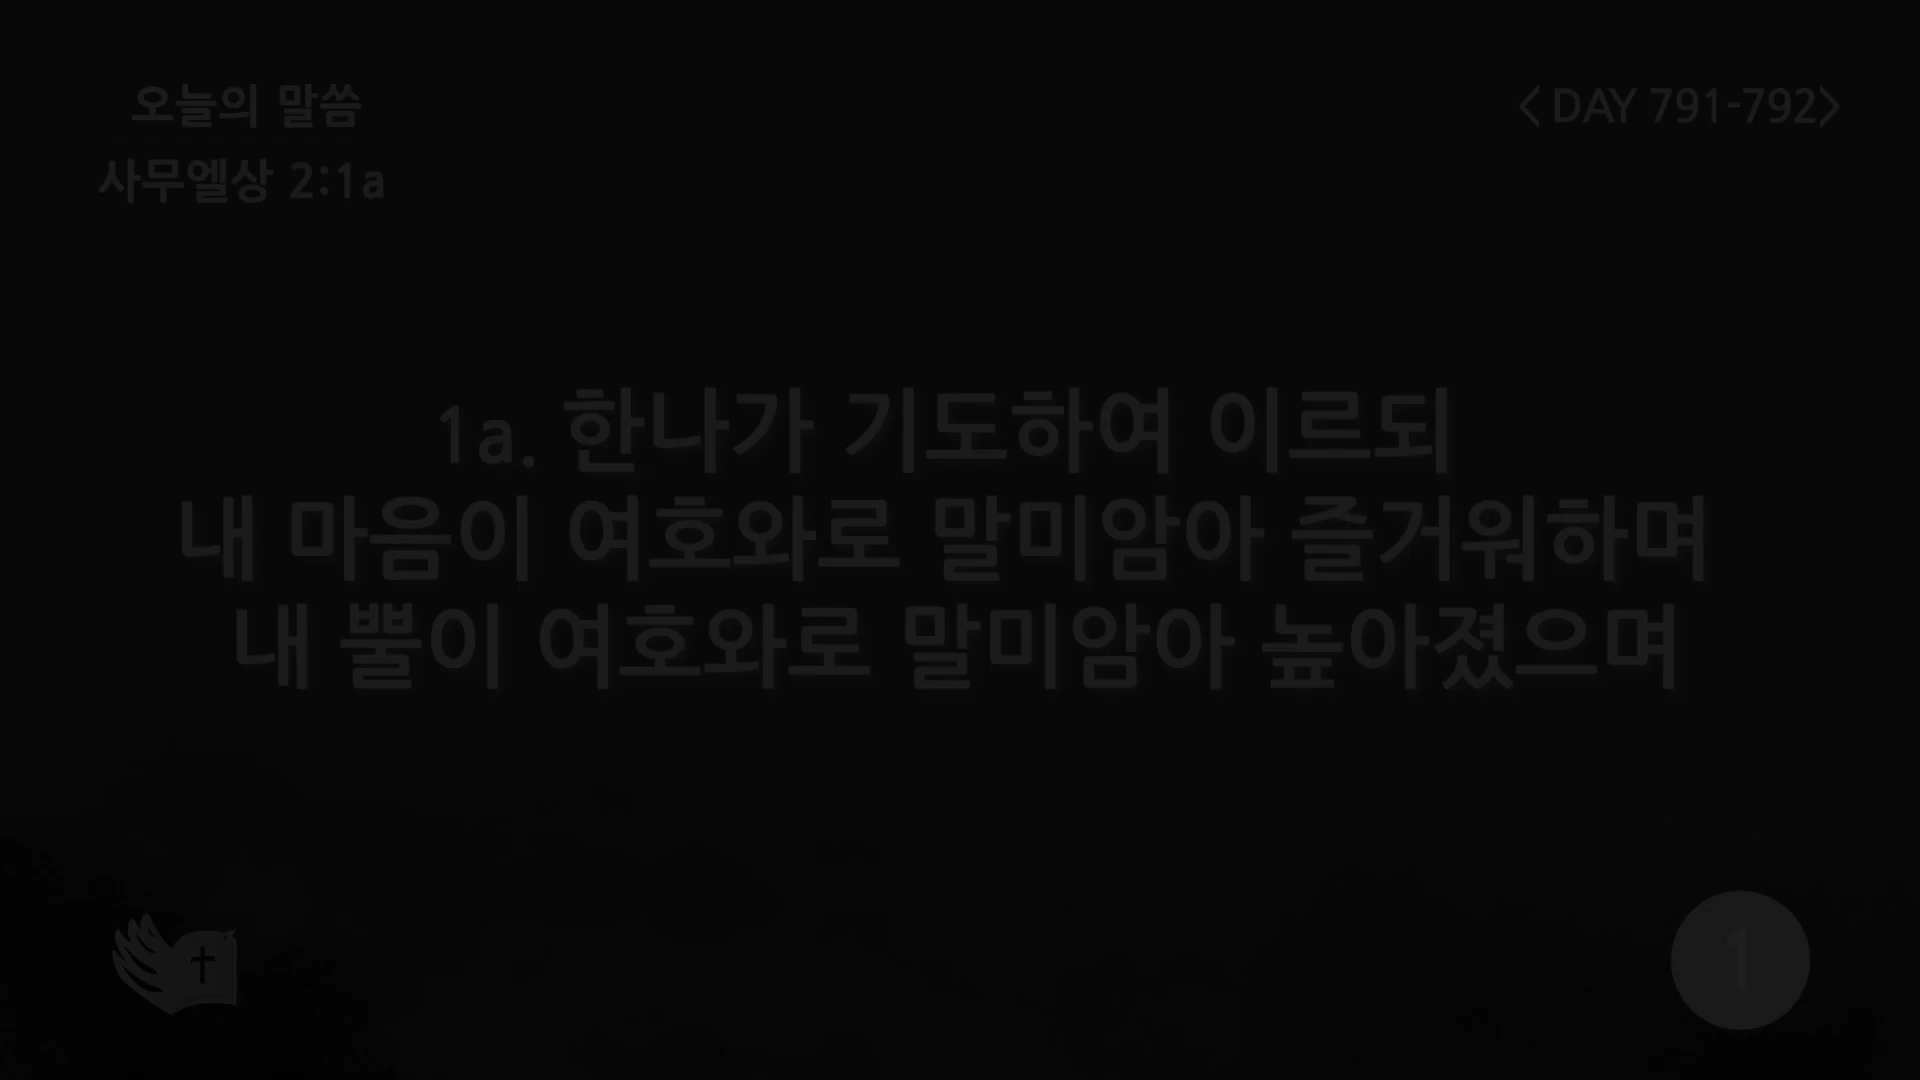 오늘의 말씀
사무엘상 2:1a
<DAY 791-792>
1a. 한나가 기도하여 이르되
내 마음이 여호와로 말미암아 즐거워하며
내 뿔이 여호와로 말미암아 높아졌으며
1